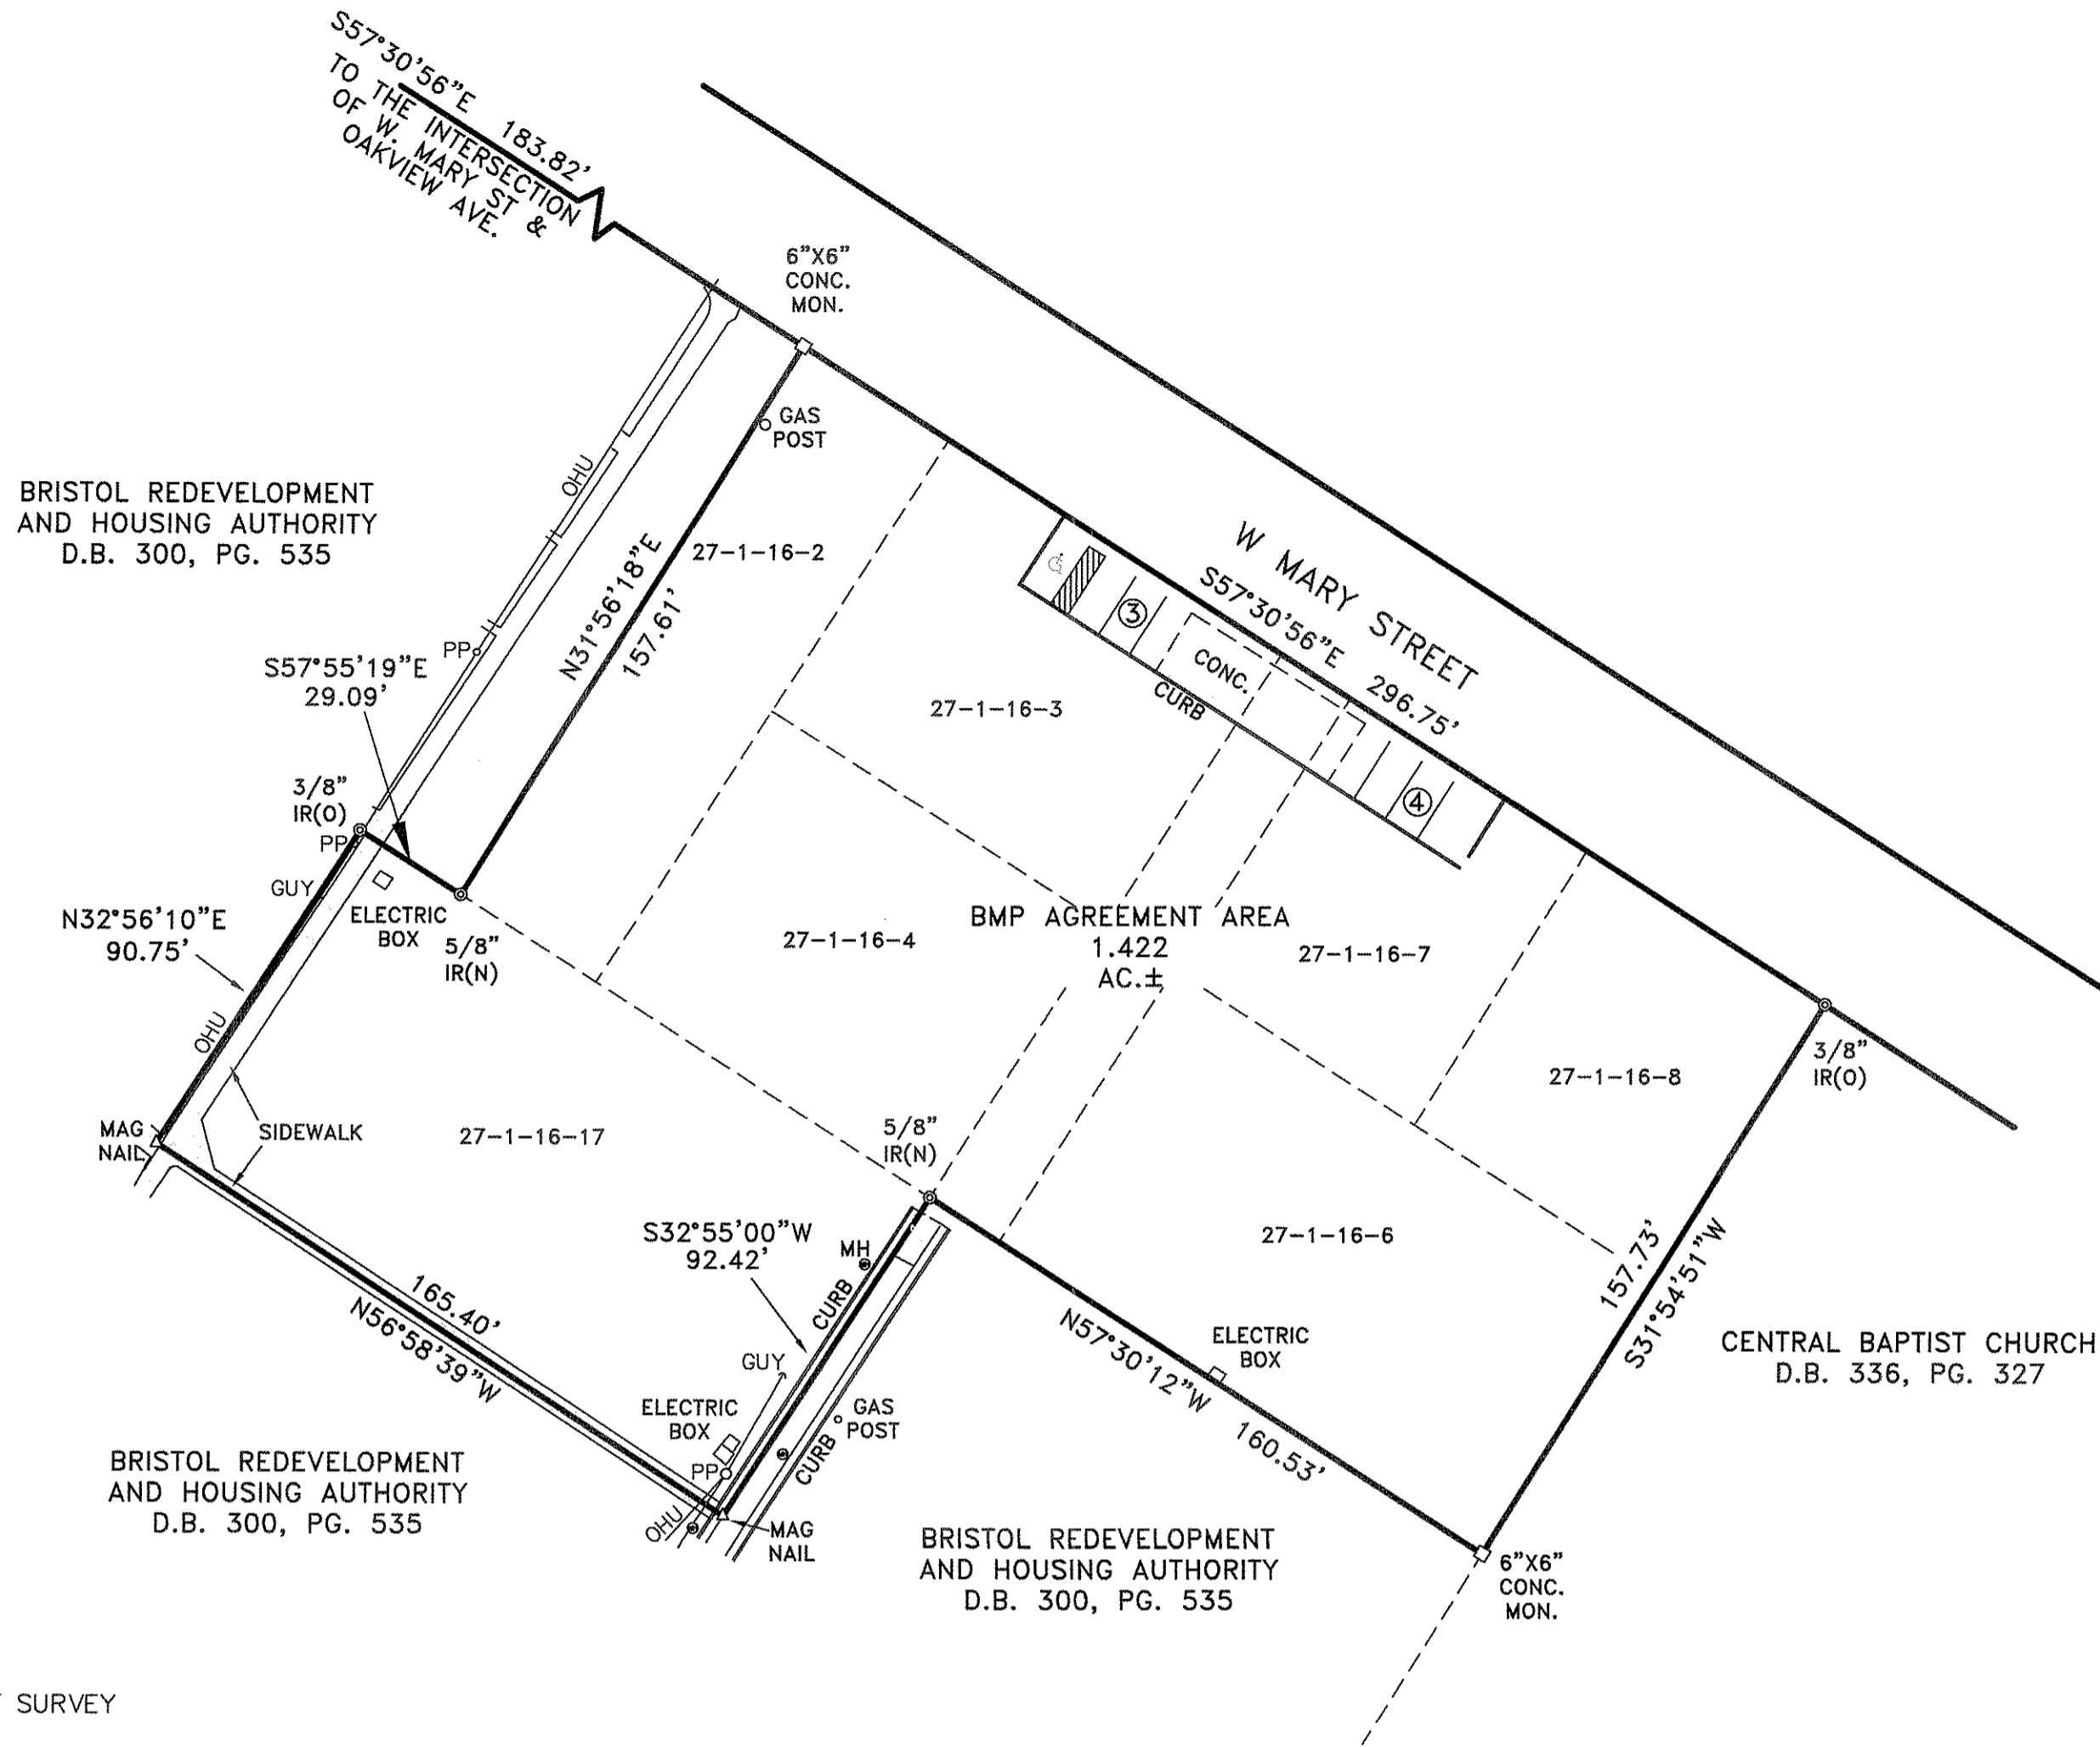 S57°30'56"E 183.82'
TO THE INTERSECTION
OF W. MARY ST &
OAKVIEW AVE.
6"X6"
CONC.
MON.
GAS
POST
OHU
BRISTOL REDEVELOPMENT
AND HOUSING AUTHORITY
D.B. 300, PG. 535
27-1-16-2
N31°56'18"E
157.61'
W MARY STREET
S57°30'56"E 296.75'
3
CONC.
CURB
4
PP
S57°55'19"E
29.09'
27-1-16-3
3/8"
IR(O)
PP
GUY
ELECTRIC
BOX
5/8"
IR(N)
N32°56'10"E
90.75'
27-1-16-4
BMP AGREEMENT AREA
1.422
AC.±
27-1-16-7
OHU
27-1-16-8
3/8"
IR(O)
MAG
NAIL
SIDEWALK
27-1-16-17
5/8"
IR(N)
S32°55'00"W
92.42'
MH
CURB
27-1-16-6
157.73'
S31°54'51"W
165.40'
N56°58'39"W
GUY
ELECTRIC
BOX
N57°30'12"W 160.53'
ELECTRIC
BOX
CENTRAL BAPTIST CHURCH
D.B. 336, PG. 327
GAS
POST
CURB
PP
OHU
MAG
NAIL
BRISTOL REDEVELOPMENT
AND HOUSING AUTHORITY
D.B. 300, PG. 535
BRISTOL REDEVELOPMENT
AND HOUSING AUTHORITY
D.B. 300, PG. 535
6"X6"
CONC.
MON.
SURVEY